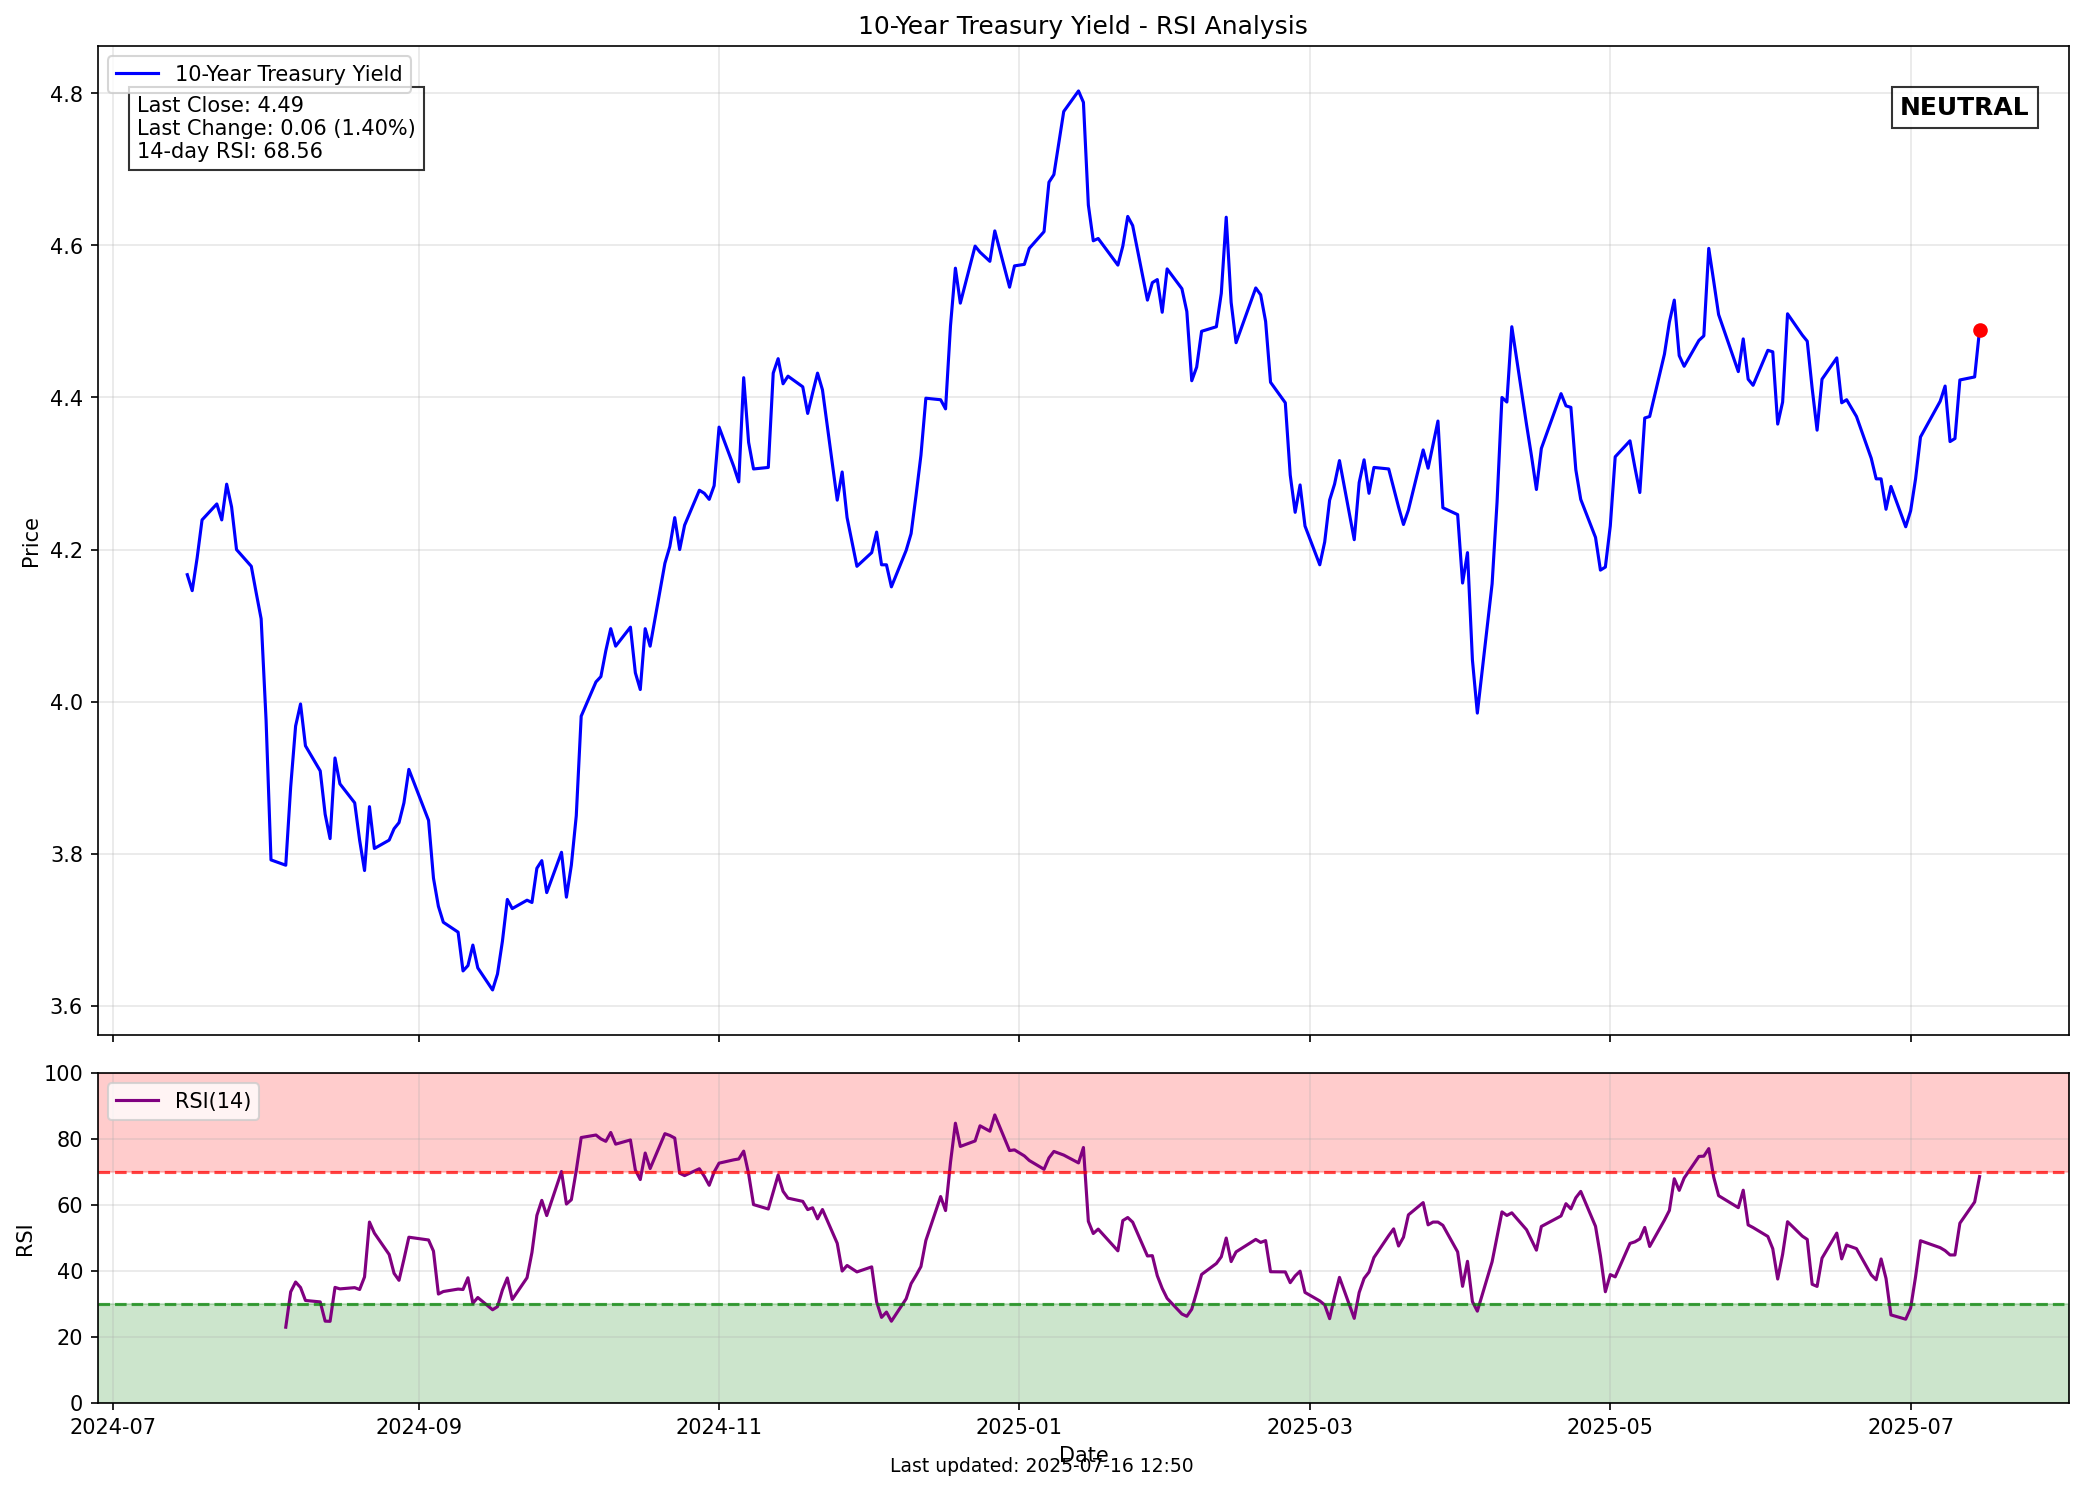 10-Year Treasury Yield - RSI Analysis
10-Year Treasury Yield
Last Close: 4.49
Last Change: 0.06 (1.40%)
14-day RSI: 68.56
NEUTRAL
Price
4.8
4.6
4.4
4.2
4.0
3.8
3.6
RSI(14)
RSI
100
80
60
40
20
0
2024-07
2024-09
2024-11
2025-01
2025-03
2025-05
2025-07
Date
Last updated: 2025-07-16 12:50